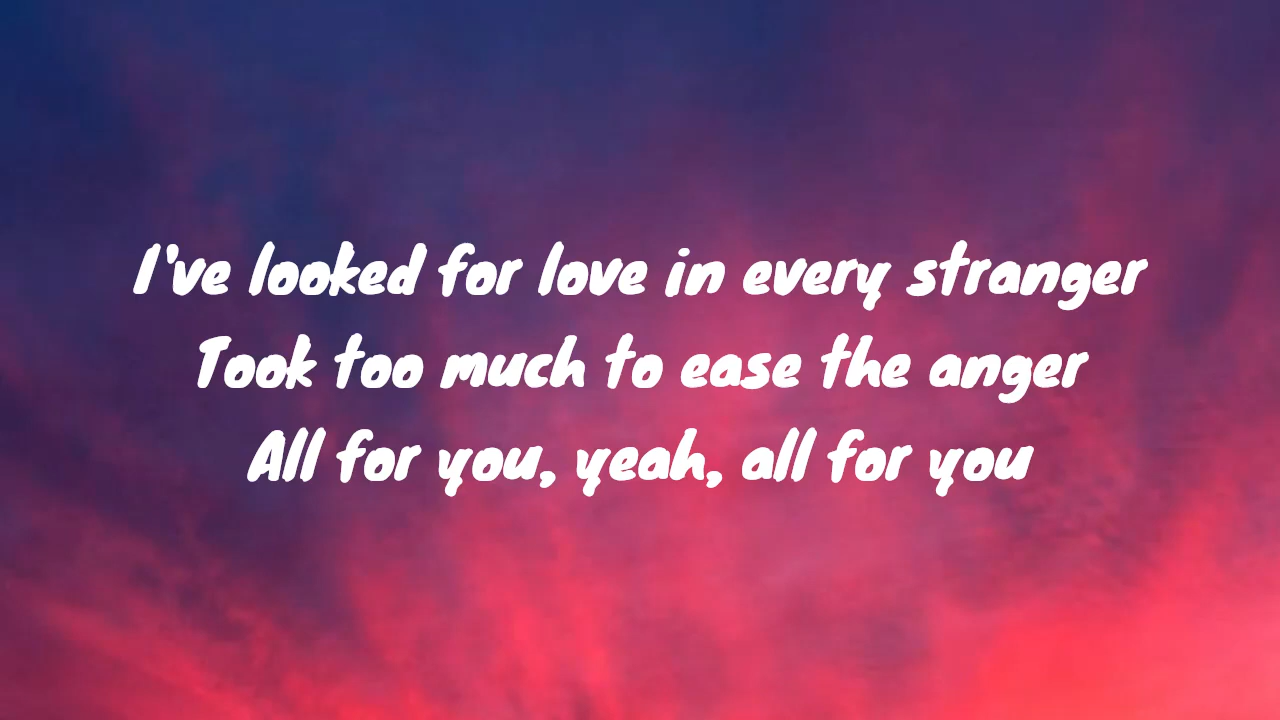 I've looked for love in every stranger
Took too much to ease the anger
All for you, yeah, all for you